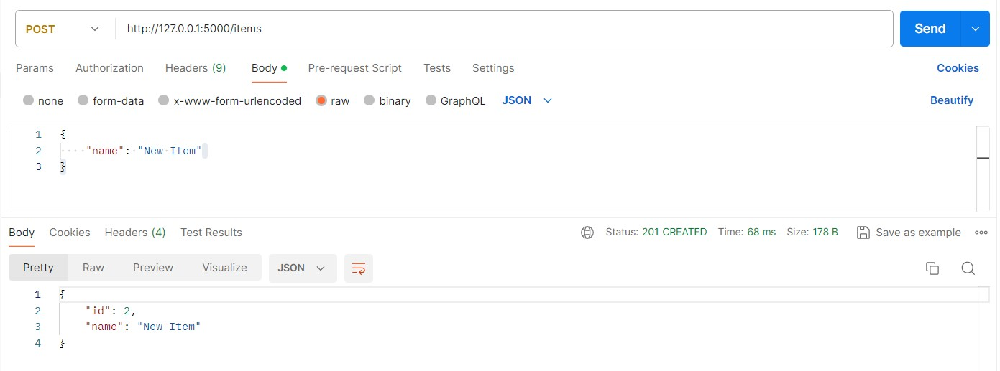 POST http://127.0.0.1:5000/items Send
Params Authorization Headers (9) Body Pre-request Script Tests Settings Cookies
none form-data x-www-form-urlencoded raw binary GraphQL JSON Beautify
1 {
2 "name": "New Item"
3 }
Body Cookies Headers (4) Test Results Status: 201 CREATED Time: 68 ms Size: 178 B Save as example
Pretty Raw Preview Visualize JSON
1 {
2 "id": 2,
3 "name": "New Item"
4 }